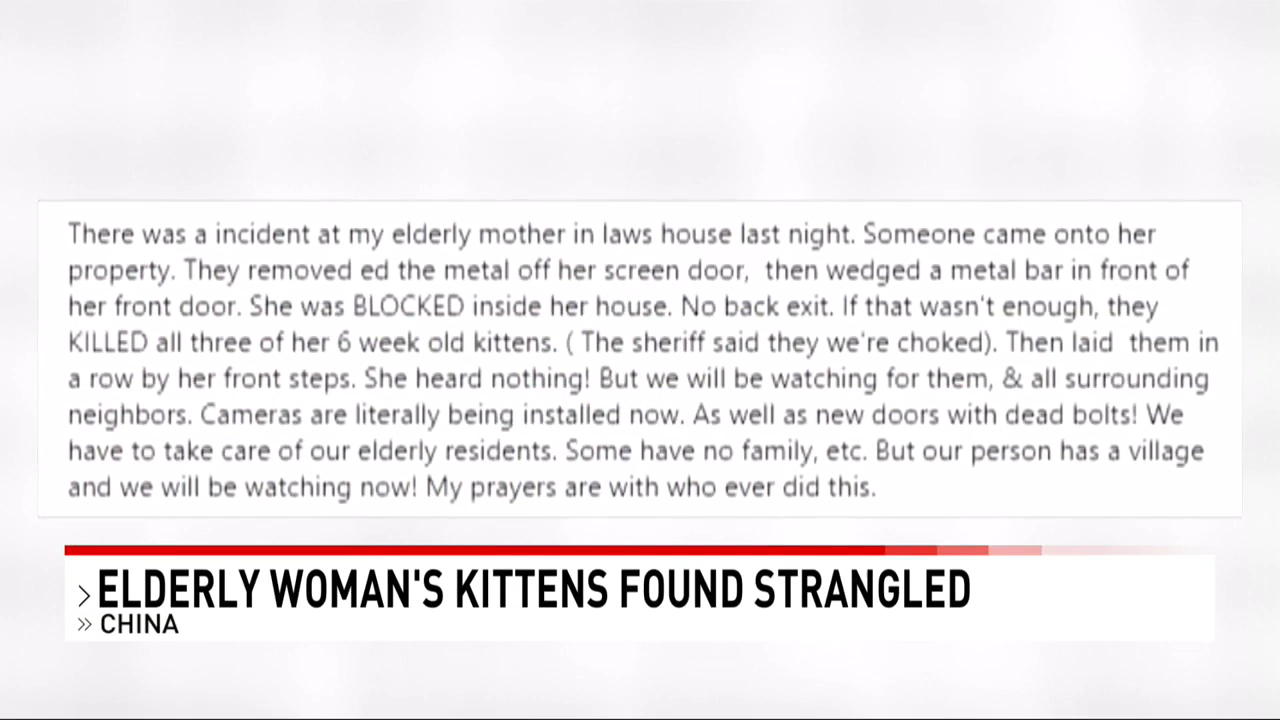 There was a incident at my elderly mother in laws house last night. Someone came onto her
property. They removed ed the metal off her screen door, then wedged a metal bar in front of
her front door. She was BLOCKED inside her house. No back exit. If that wasn't enough, they
KILLED all three of her 6 week old kittens. ( The sheriff said they we're choked). Then laid them in
a row by her front steps. She heard nothing! But we will be watching for them, & all surrounding
neighbors. Cameras are literally being installed now. As well as new doors with dead bolts! We
have to take care of our elderly residents. Some have no family, etc. But our person has a village
and we will be watching now! My prayers are with who ever did this.
> ELDERLY WOMAN'S KITTENS FOUND STRANGLED
» CHINA